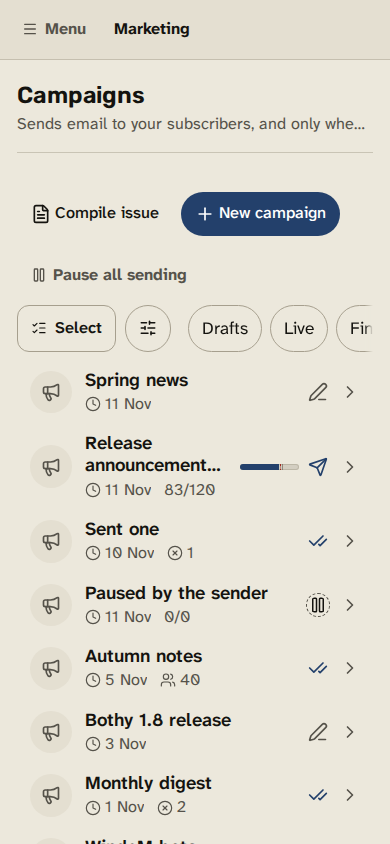 Menu Marketing
Campaigns
Sends email to your subscribers, and only whe...
Compile issue
New campaign
Pause all sending
Select Drafts Live Fin
Spring news
11 Nov
Release
announcement...
11 Nov 83/120
Sent one
10 Nov 1
Paused by the sender
11 Nov 0/0
Autumn notes
5 Nov 40
Bothy 1.8 release
3 Nov
Monthly digest
1 Nov 2